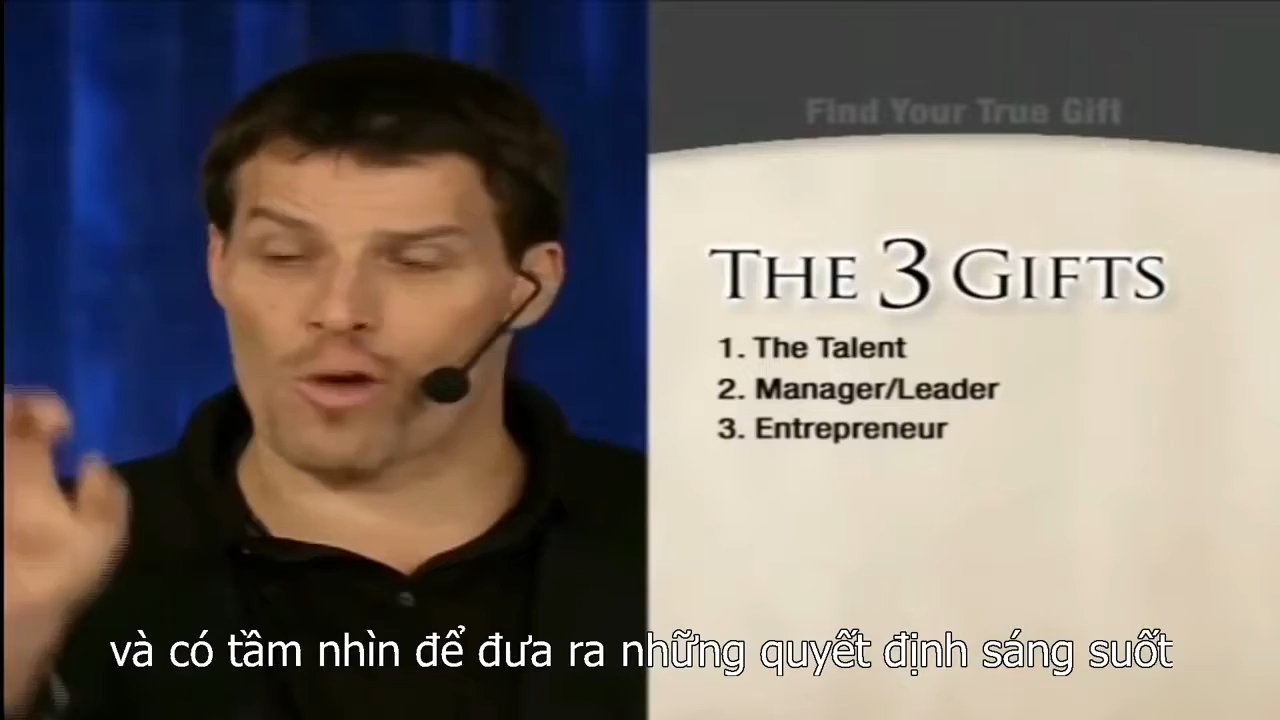 Find Your True Gift
THE 3 GIFTS
1. The Talent
2. Manager/Leader
3. Entrepreneur
và có tầm nhìn để đưa ra những quyết định sáng suốt